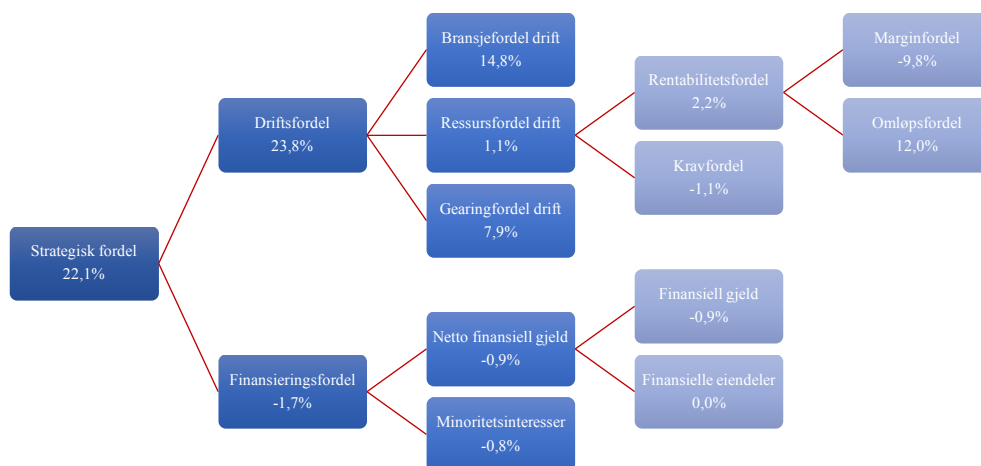 Strategisk fordel
22,1%
Driftsfordel
23,8%
Finansieringsfordel
-1,7%
Bransjefordel drift
14,8%
Ressursfordel drift
1,1%
Gearingfordel drift
7,9%
Netto finansiell gjeld
-0,9%
Minoritetsinteresser
-0,8%
Rentabilitetsfordel
2,2%
Kravfordel
-1,1%
Finansiell gjeld
-0,9%
Finansielle eiendeler
0,0%
Marginfordel
-9,8%
Omløpsfordel
12,0%